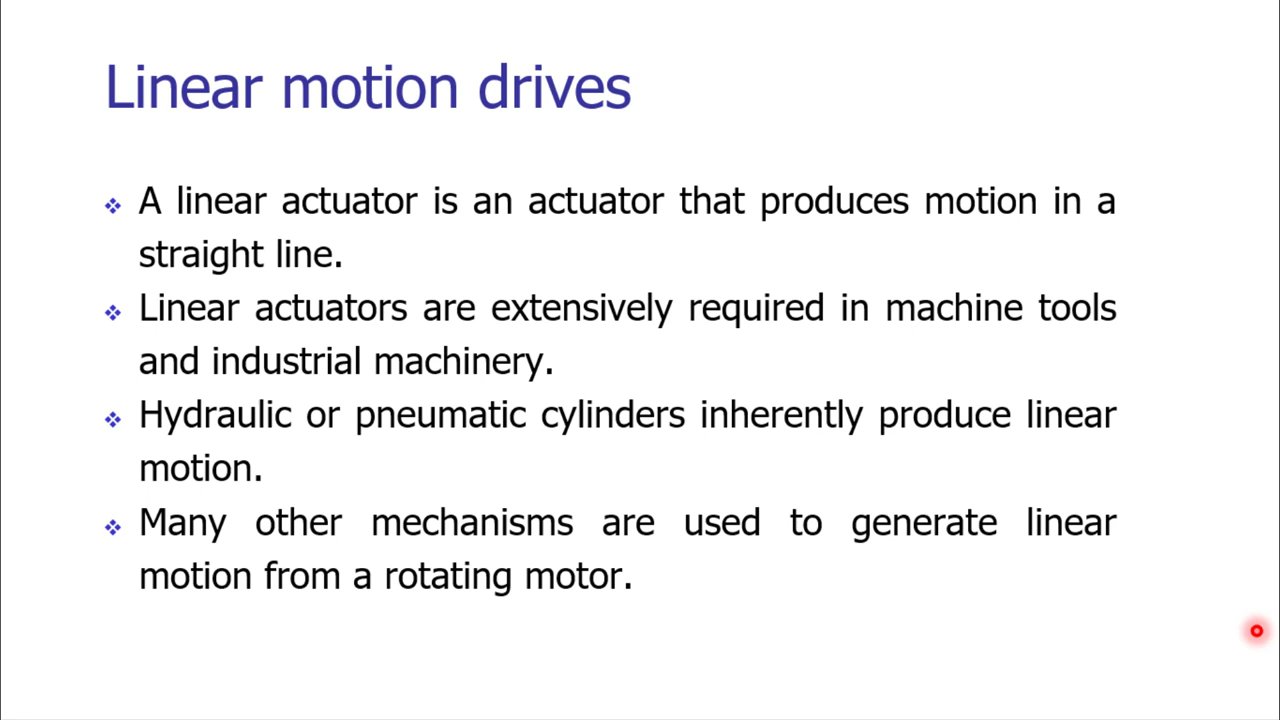 Linear motion drives
A linear actuator is an actuator that produces motion in a
straight line.
Linear actuators are extensively required in machine tools
and industrial machinery.
Hydraulic or pneumatic cylinders inherently produce linear
motion.
Many other mechanisms are used to generate linear
motion from a rotating motor.